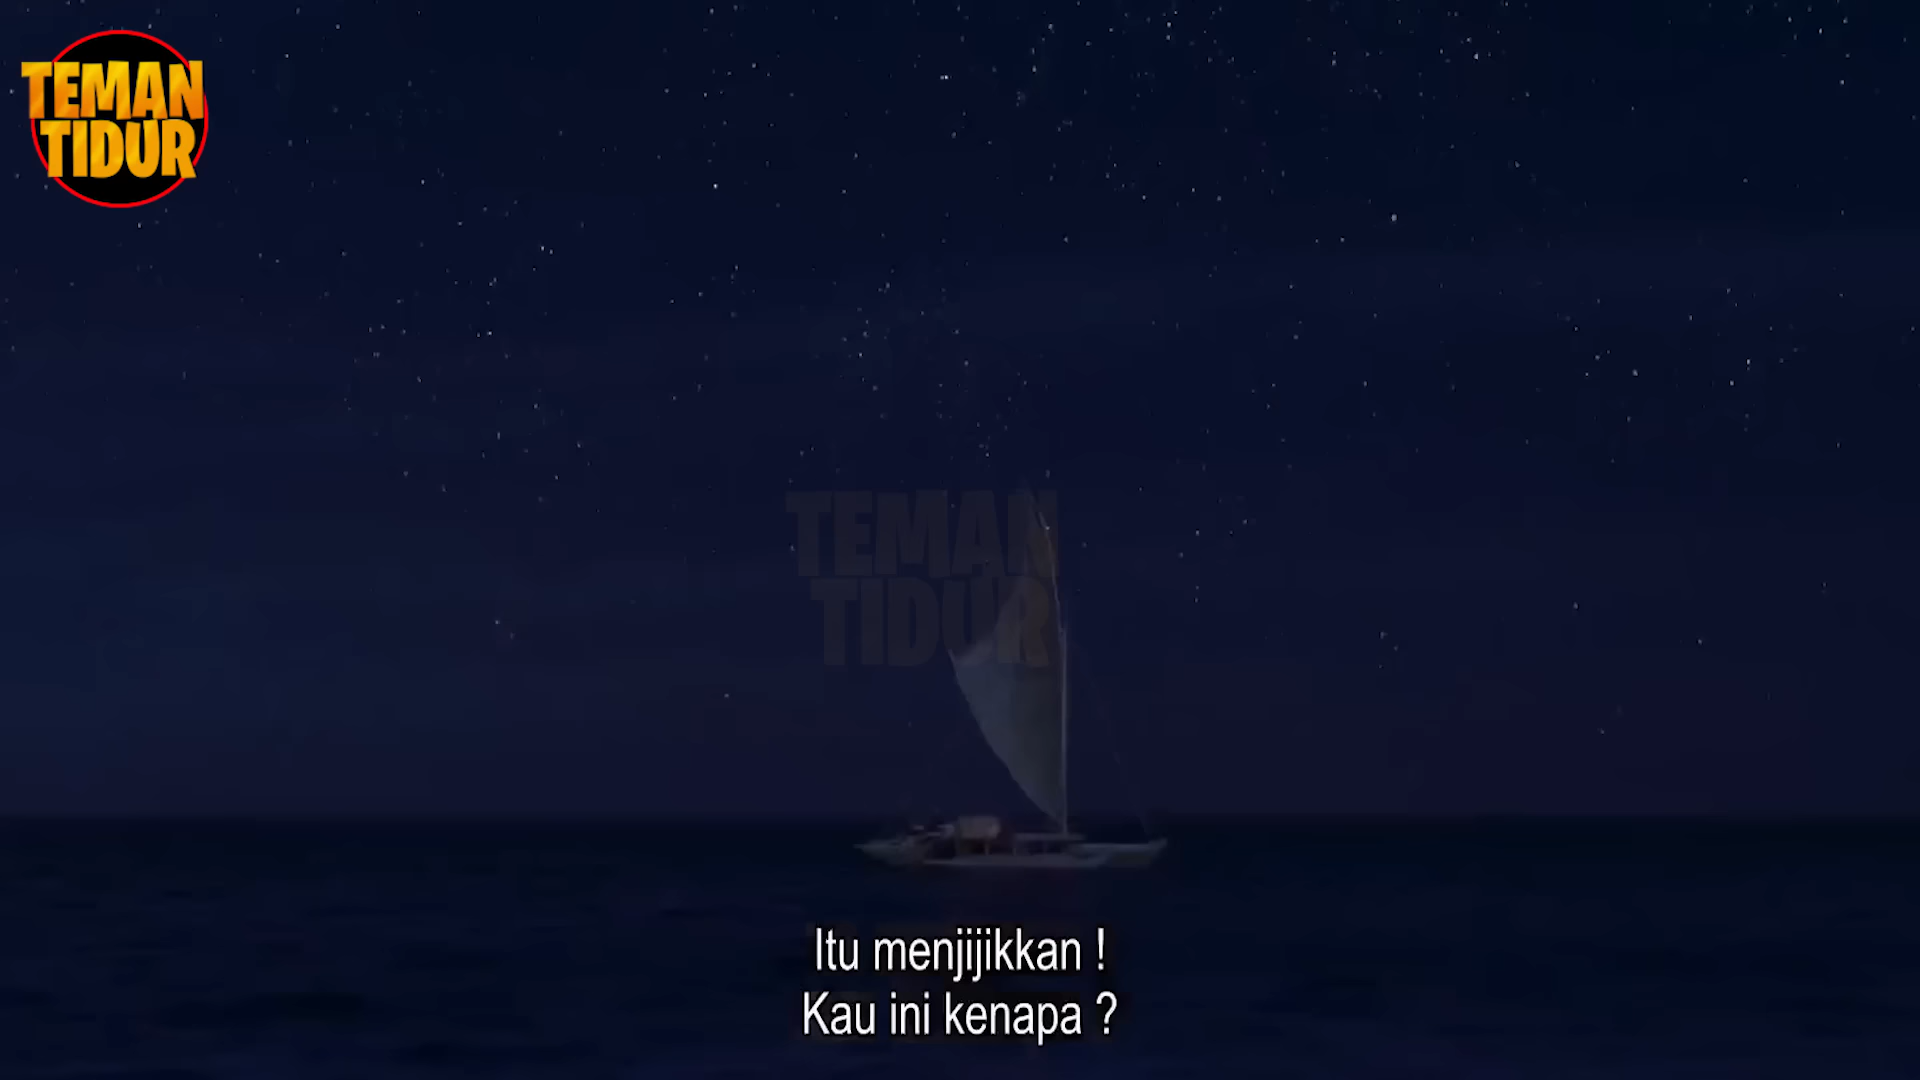 TEMAN
TIDUR
TEMAN
TIDUR
Itu menjijikkan !
Kau ini kenapa ?